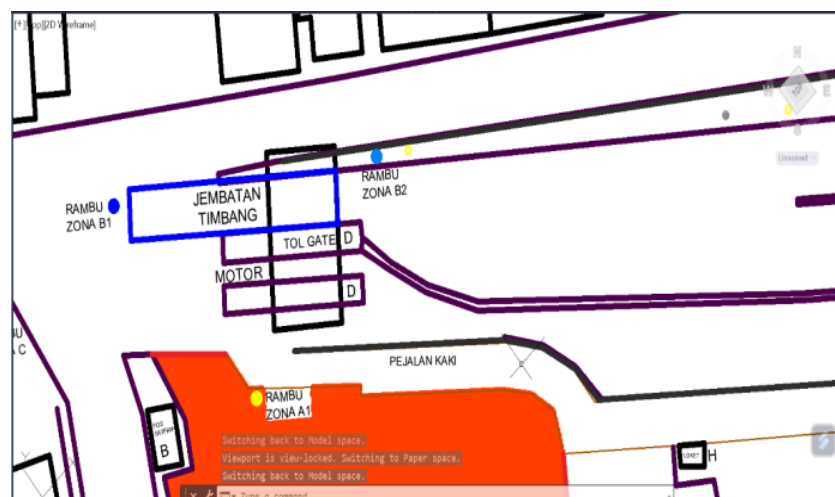 [+][Top][2D Wireframe]
N
W
TOP
E
S
Unnamed
JEMBATAN
TIMBANG
RAMBU
ZONA B1
RAMBU
ZONA B2
TOL GATE
D
MOTOR
D
PEJALAN KAKI
A C
RAMBU
ZONA A1
POS
B
LOKET
H
Switching back to Model space.
Viewport is view-locked. Switching to Paper space.
Switching back to Model space.
Type a command